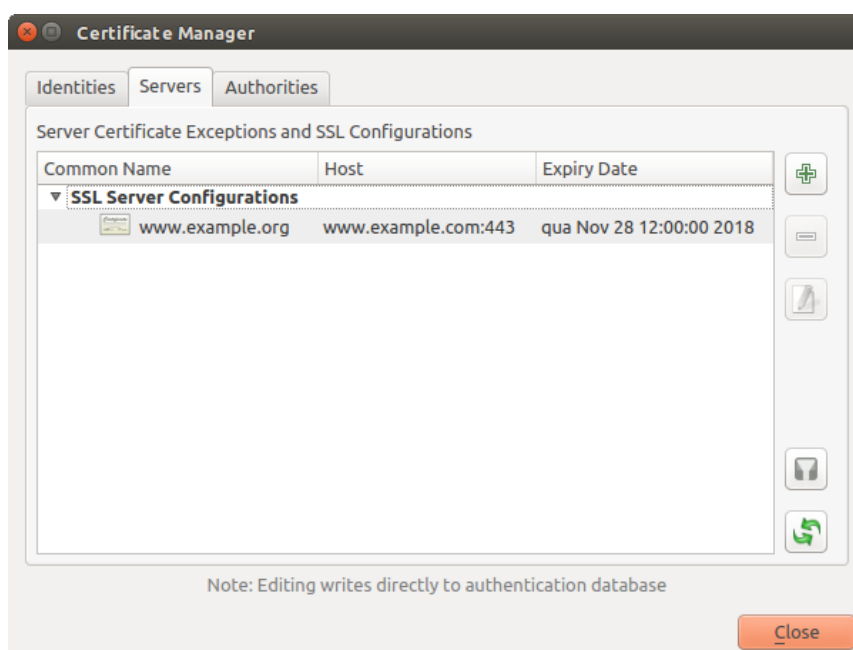 Certificate Manager
Identities Servers Authorities
Server Certificate Exceptions and SSL Configurations
Common Name Host Expiry Date
SSL Server Configurations
www.example.org www.example.com:443 qua Nov 28 12:00:00 2018
Note: Editing writes directly to authentication database
Close